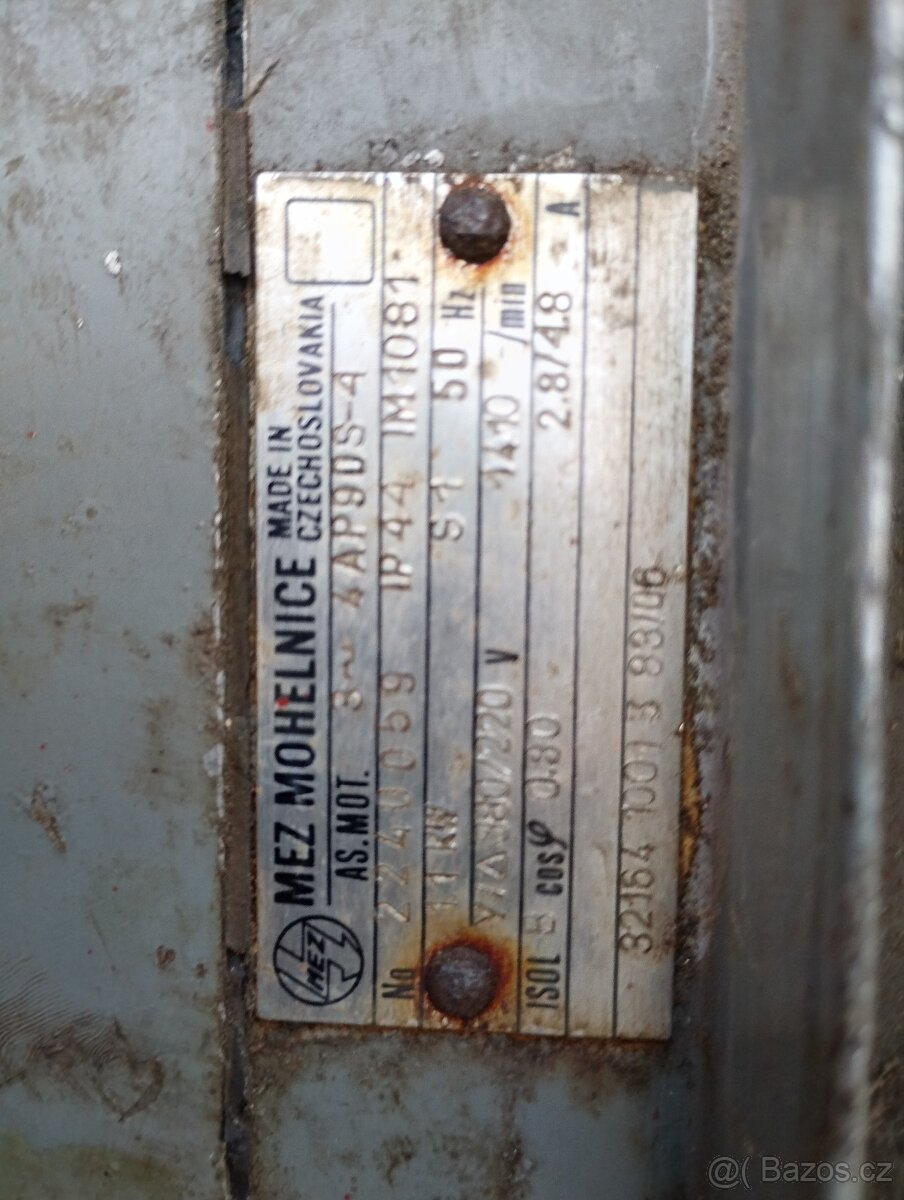 MEZ
MEZ MOHELNICE MADE IN
CZECHOSLOVAKIA
AS. MOT. 3~ 4AP90S-4
No 2240059 IP44 IM1081
1.1 kW S1 50 Hz
Y/△ 380/220 V 1410 /min
ISOL B cosφ 0.80 2.8/4.8 A
32164 1001 3 83/06
@( Bazos.cz